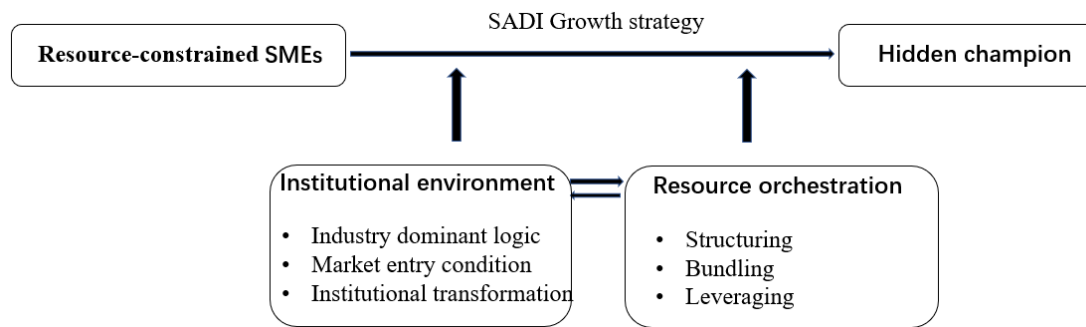 SADI Growth strategy
Resource-constrained SMEs
Hidden champion
Institutional environment
• Industry dominant logic
• Market entry condition
• Institutional transformation
Resource orchestration
• Structuring
• Bundling
• Leveraging